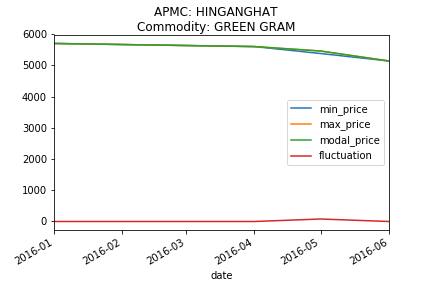 APMC: HINGANGHAT
Commodity: GREEN GRAM
6000
5000
4000
3000
2000
1000
0
min_price
max_price
modal_price
fluctuation
2016-01
2016-02
2016-03
2016-04
2016-05
2016-06
date